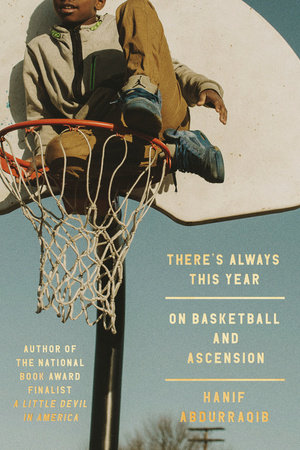 THERE'S ALWAYS
THIS YEAR
ON BASKETBALL
AND
ASCENSION
HANIF
ABDURRAQIB
AUTHOR OF
THE NATIONAL
BOOK AWARD
FINALIST
A LITTLE DEVIL
IN AMERICA